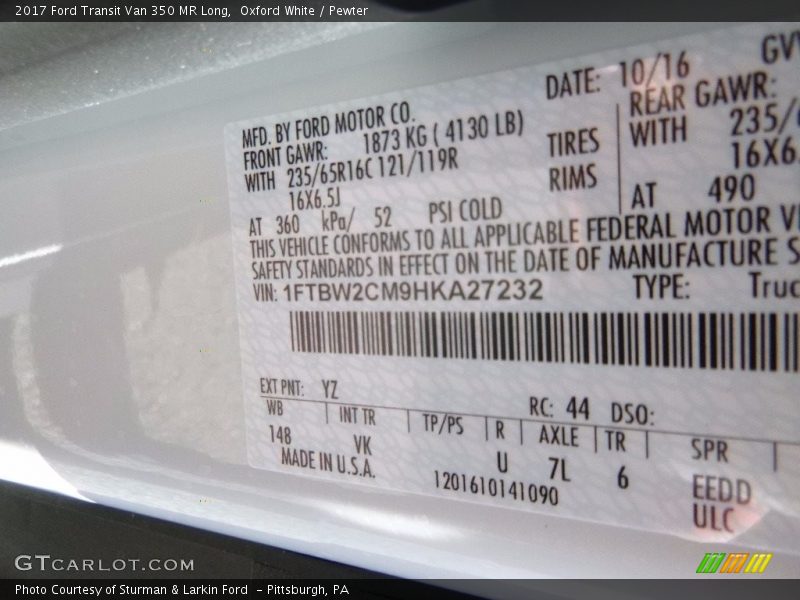 2017 Ford Transit Van 350 MR Long,  Oxford White / Pewter
DATE: 10/16 GV
MFD. BY FORD MOTOR CO.
FRONT GAWR: 1873 KG ( 4130 LB) REAR GAWR:
WITH 235/65R16C 121/119R TIRES WITH 235/
16X6.5J RIMS 16X6.
AT 360 kPa/ 52 PSI COLD AT 490
THIS VEHICLE CONFORMS TO ALL APPLICABLE FEDERAL MOTOR V
SAFETY STANDARDS IN EFFECT ON THE DATE OF MANUFACTURE S
VIN: 1FTBW2CM9HKA27232 TYPE: Truc
EXT PNT: YZ RC: 44 DSO:
WB INT TR TP/PS R AXLE TR SPR
148 VK U 7L 6 EEDD
MADE IN U.S.A. 1201610141090 ULC
GTCARLOT.COM
Photo Courtesy of Sturman & Larkin Ford  - Pittsburgh, PA